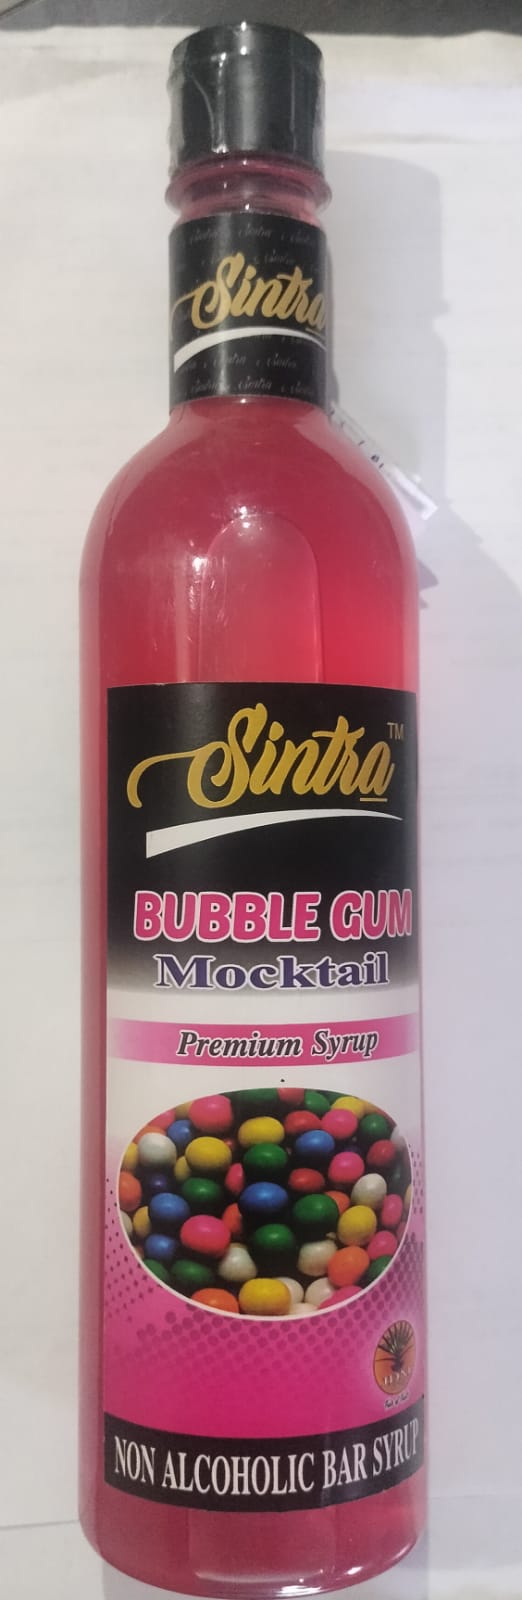 Sintra
Sintra™
BUBBLE GUM
Mocktail
Premium Syrup
NON ALCOHOLIC BAR SYRUP